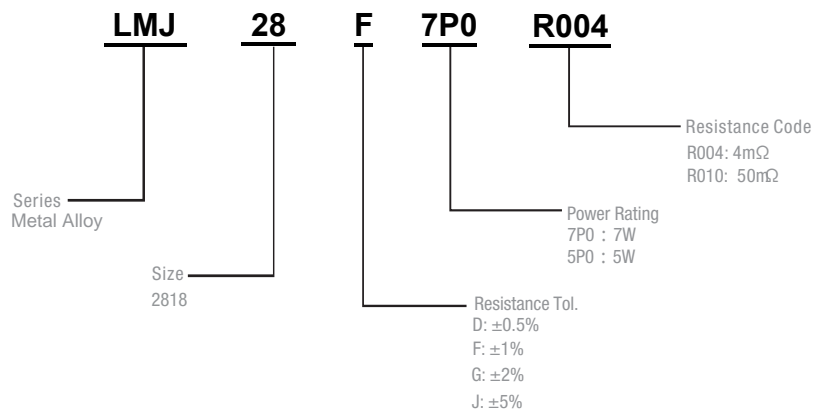 LMJ 28 F 7P0 R004
Resistance Code
R004: 4mΩ
R010: 50mΩ
Series
Metal Alloy
Power Rating
7P0 : 7W
5P0 : 5W
Size
2818
Resistance Tol.
D: ±0.5%
F: ±1%
G: ±2%
J: ±5%